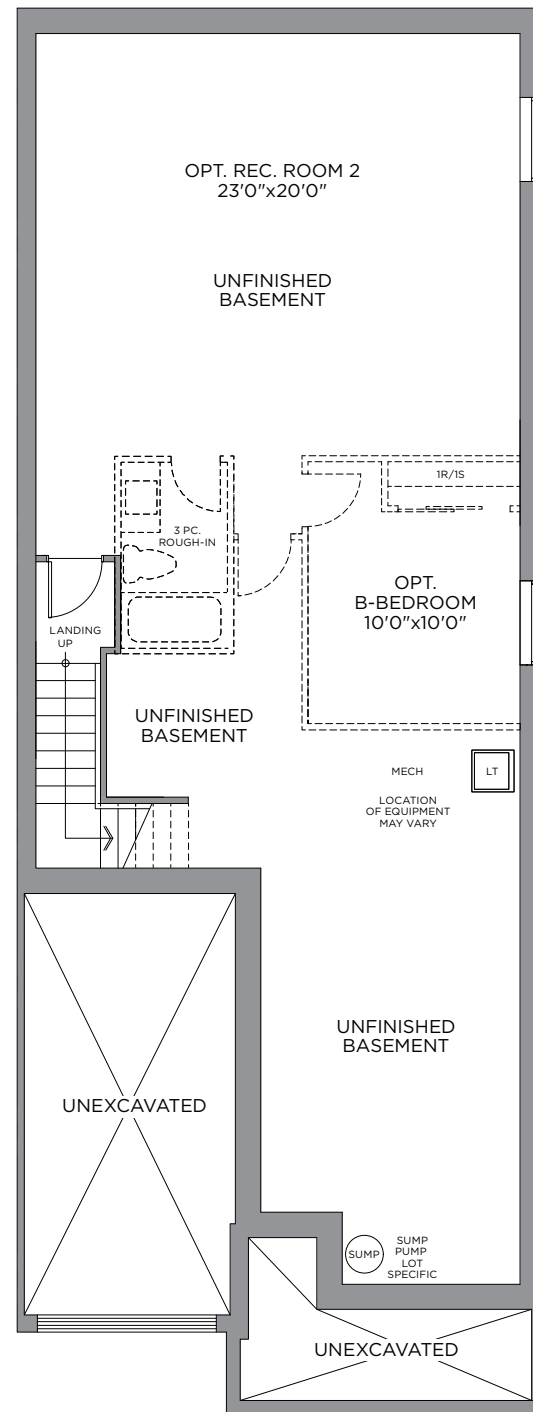 OPT. REC. ROOM 2
23'0"x20'0"
UNFINISHED
BASEMENT
1R/1S
3 PC.
ROUGH-IN
OPT.
B-BEDROOM
10'0"x10'0"
LANDING
UP
UNFINISHED
BASEMENT
MECH
LT
LOCATION
OF EQUIPMENT
MAY VARY
UNFINISHED
BASEMENT
UNEXCAVATED
SUMP
SUMP
PUMP
LOT
SPECIFIC
UNEXCAVATED